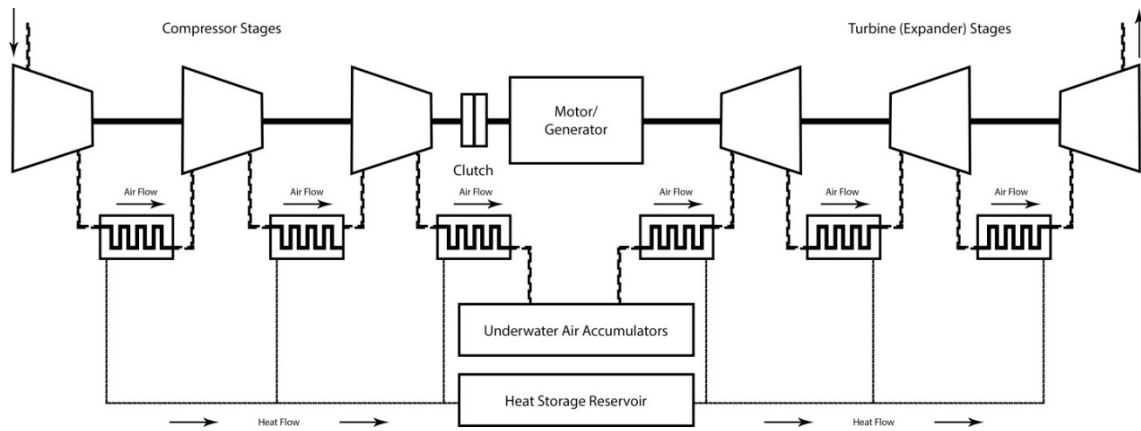 Compressor Stages
Turbine (Expander) Stages
Motor/
Generator
Clutch
Air Flow
Air Flow
Air Flow
Air Flow
Air Flow
Air Flow
Underwater Air Accumulators
Heat Storage Reservoir
Heat Flow
Heat Flow